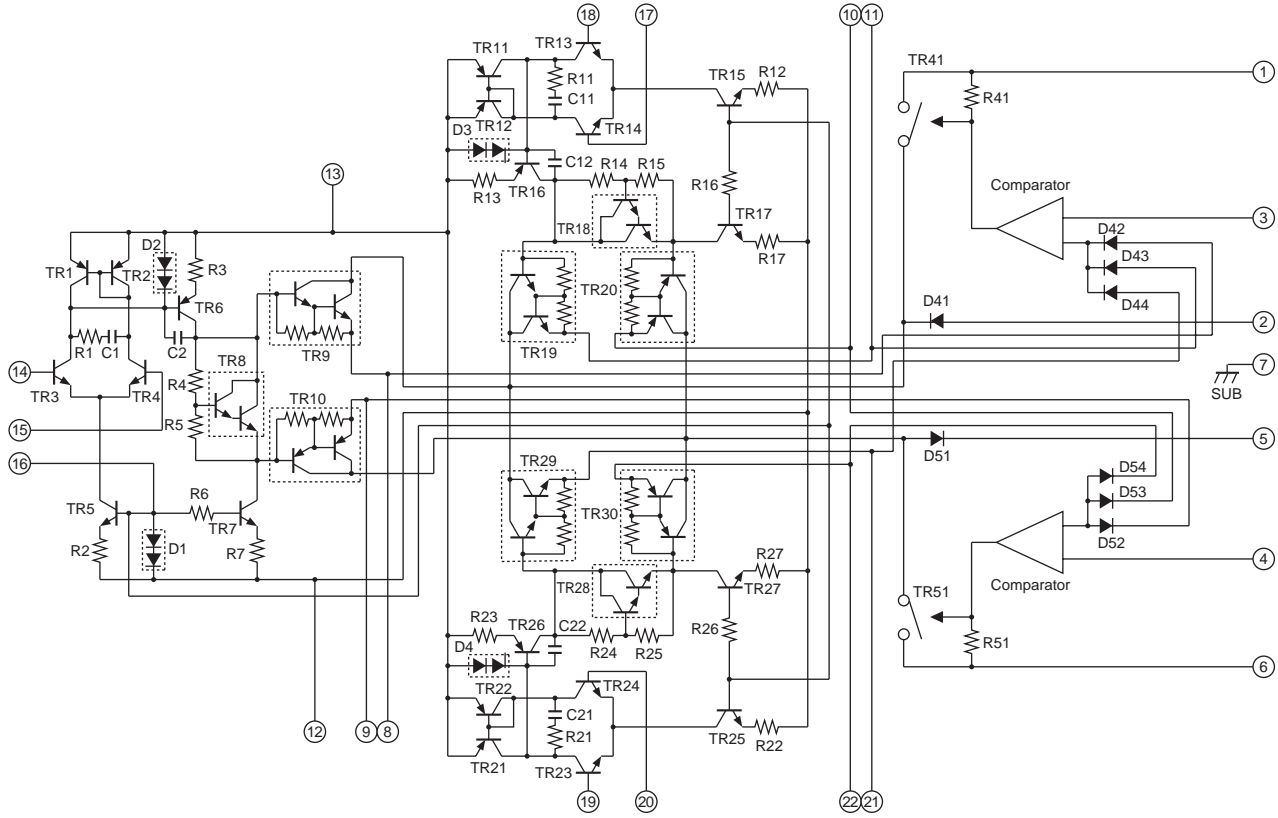 18 17 10 11
TR11 TR13 TR41 1
R11 TR15 R12 R41
C11
TR12 TR14
D3
13 C12 R14 R15 Comparator
R13 TR16 R16 3
D2 TR18 TR17 D42
TR1 TR2 R3 R17 D43
TR6 TR20 D44
R1 C1 C2 D41 2
TR9 TR19
14 TR8 7
TR3 TR4 R4 SUB
R5 TR10
15 5
16 TR29 D51
D54
TR5 R6 TR30 D53
TR7 D52
R2 D1 R7 R27 4
TR28 TR27 Comparator
R23 TR26 C22 TR51
D4 R24 R25 R26 R51
6
TR22 TR24
C21
12 9 8 R21 TR25 R22
TR21 TR23
19 20 22 21